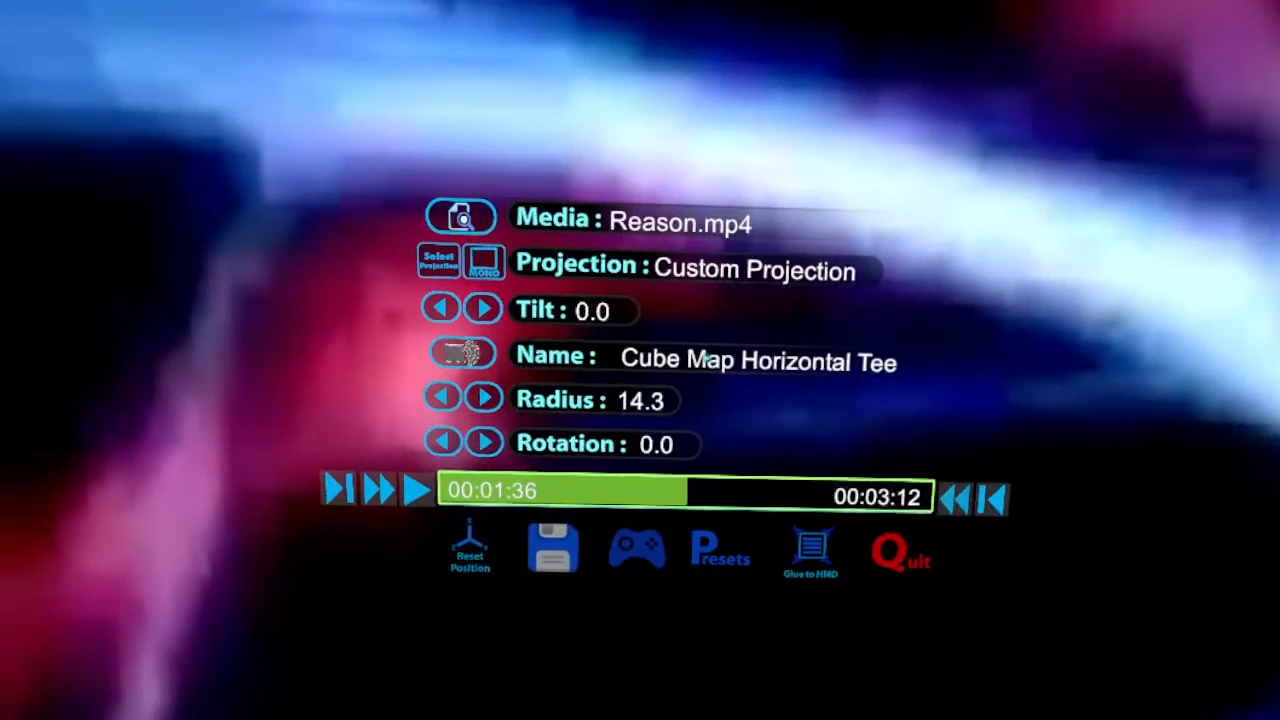 Media : Reason.mp4
Select Projection MONO Projection : Custom Projection
Tilt : 0.0
Name : Cube Map Horizontal Tee
Radius : 14.3
Rotation : 0.0
00:01:36 00:03:12
Reset Position Presets Glue to HMD Quit